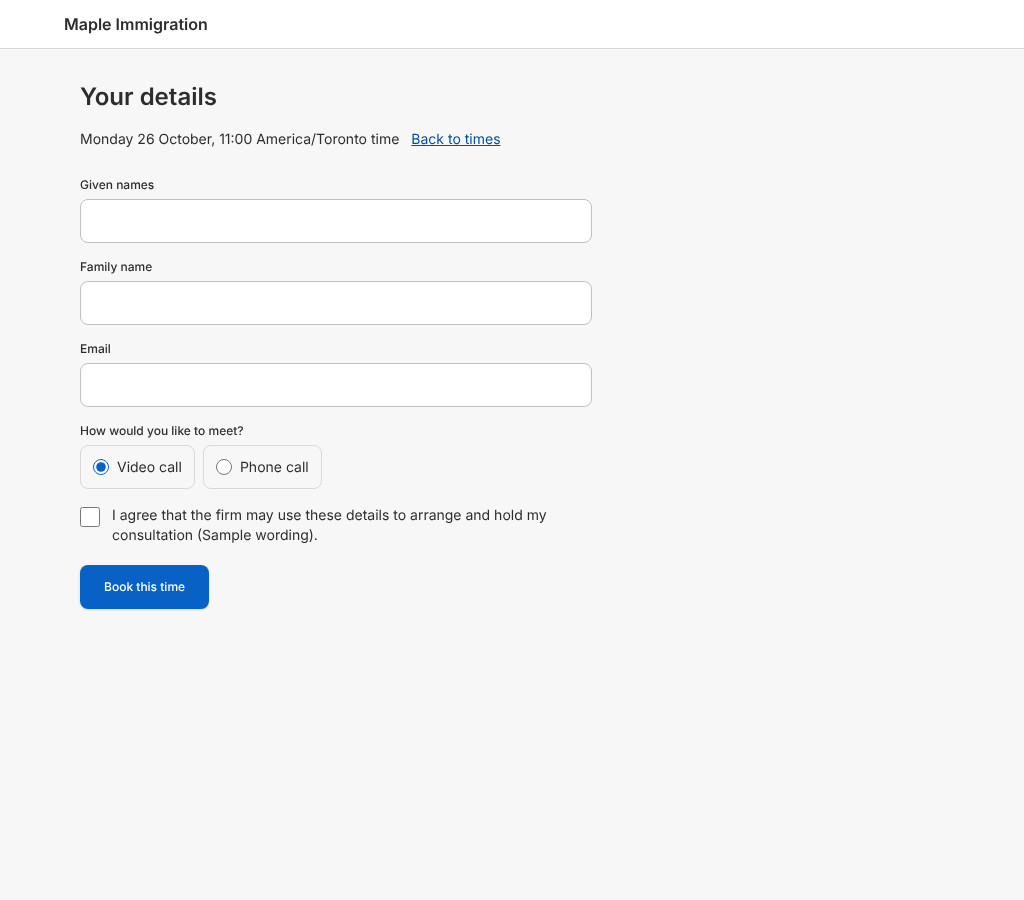 Maple Immigration
Your details
Monday 26 October, 11:00 America/Toronto time Back to times
Given names
Family name
Email
How would you like to meet?
Video call Phone call
I agree that the firm may use these details to arrange and hold my
consultation (Sample wording).
Book this time